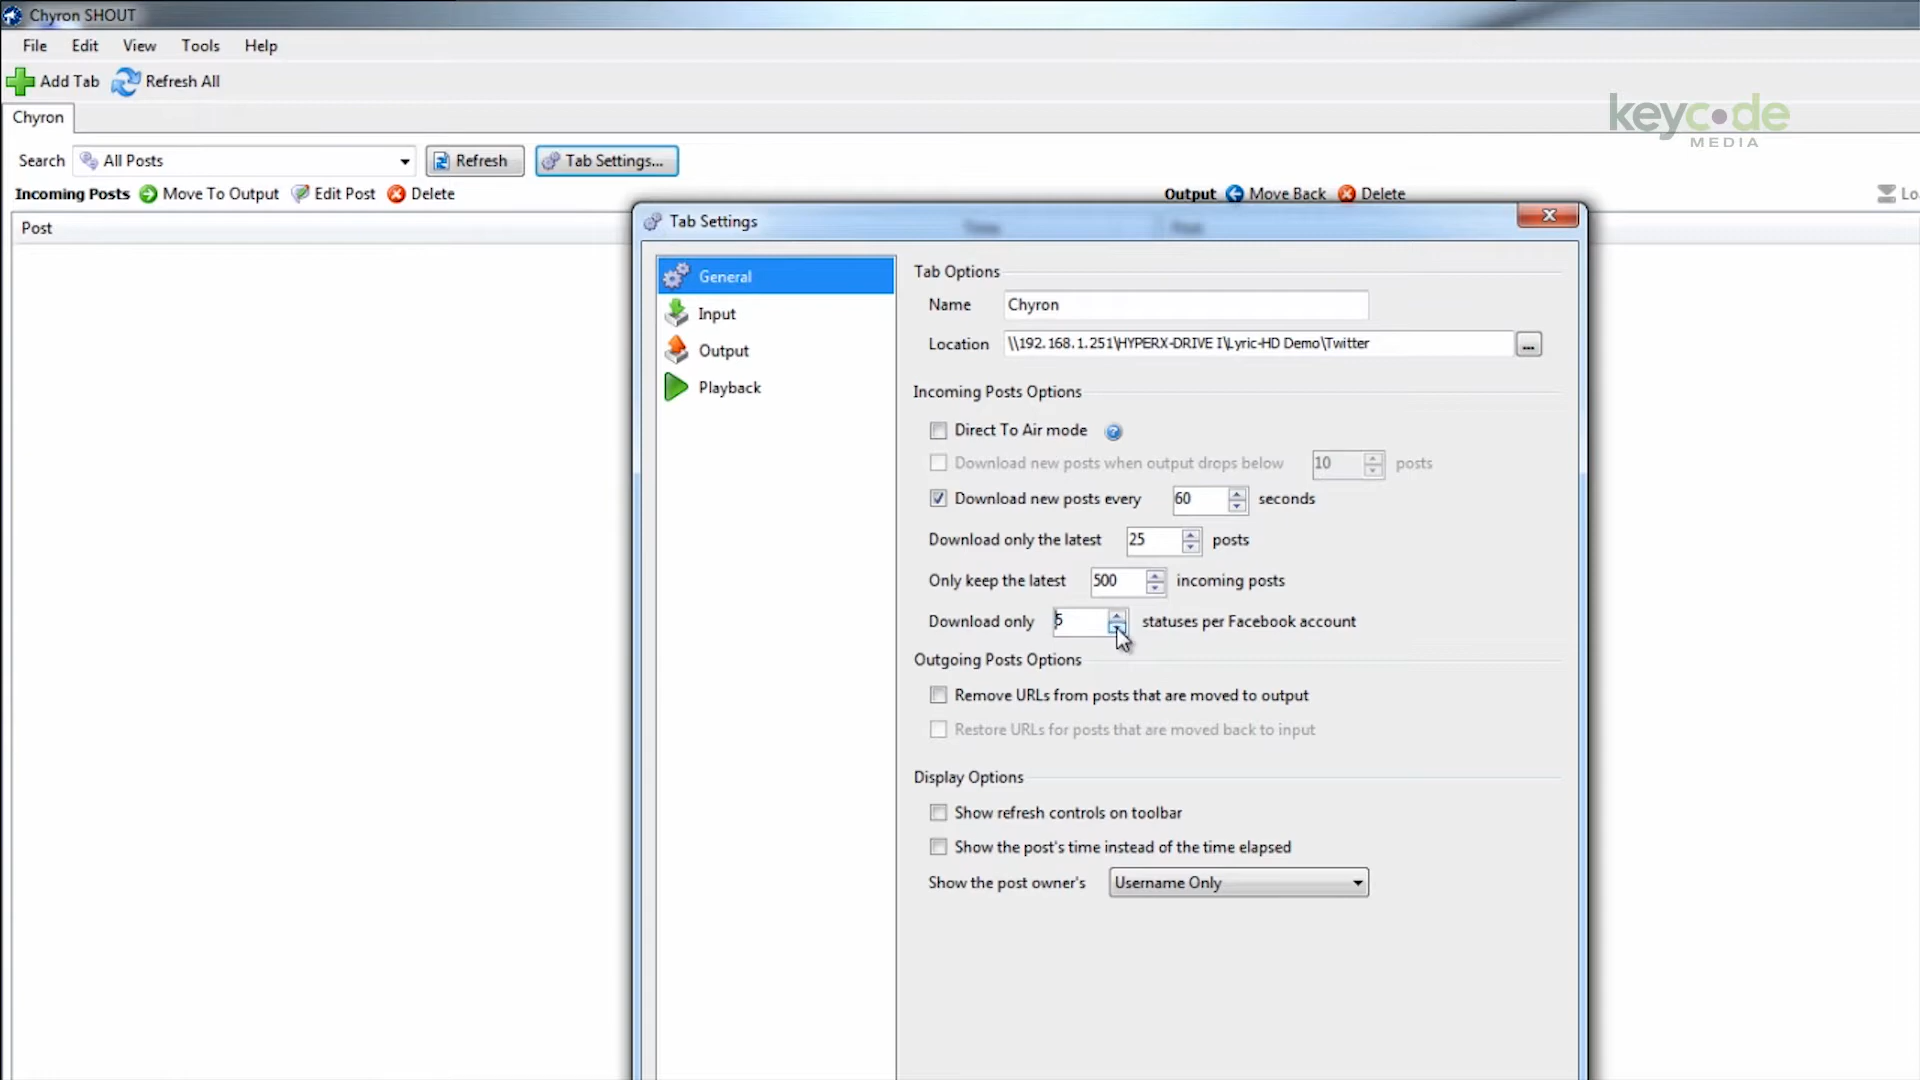 Chyron SHOUT
File Edit View Tools Help
Add Tab Refresh All
keycode
MEDIA
Chyron
Search All Posts Refresh Tab Settings...
Incoming Posts Move To Output Edit Post Delete
Output Move Back Delete
Post
Tab Settings
General
Input
Output
Playback
Tab Options
Name Chyron
Location \\192.168.1.251\HYPERX-DRIVE I\Lyric-HD Demo\Twitter ...
Incoming Posts Options
Direct To Air mode
Download new posts when output drops below 10 posts
Download new posts every 60 seconds
Download only the latest 25 posts
Only keep the latest 500 incoming posts
Download only 5 statuses per Facebook account
Outgoing Posts Options
Remove URLs from posts that are moved to output
Restore URLs for posts that are moved back to input
Display Options
Show refresh controls on toolbar
Show the post's time instead of the time elapsed
Show the post owner's Username Only